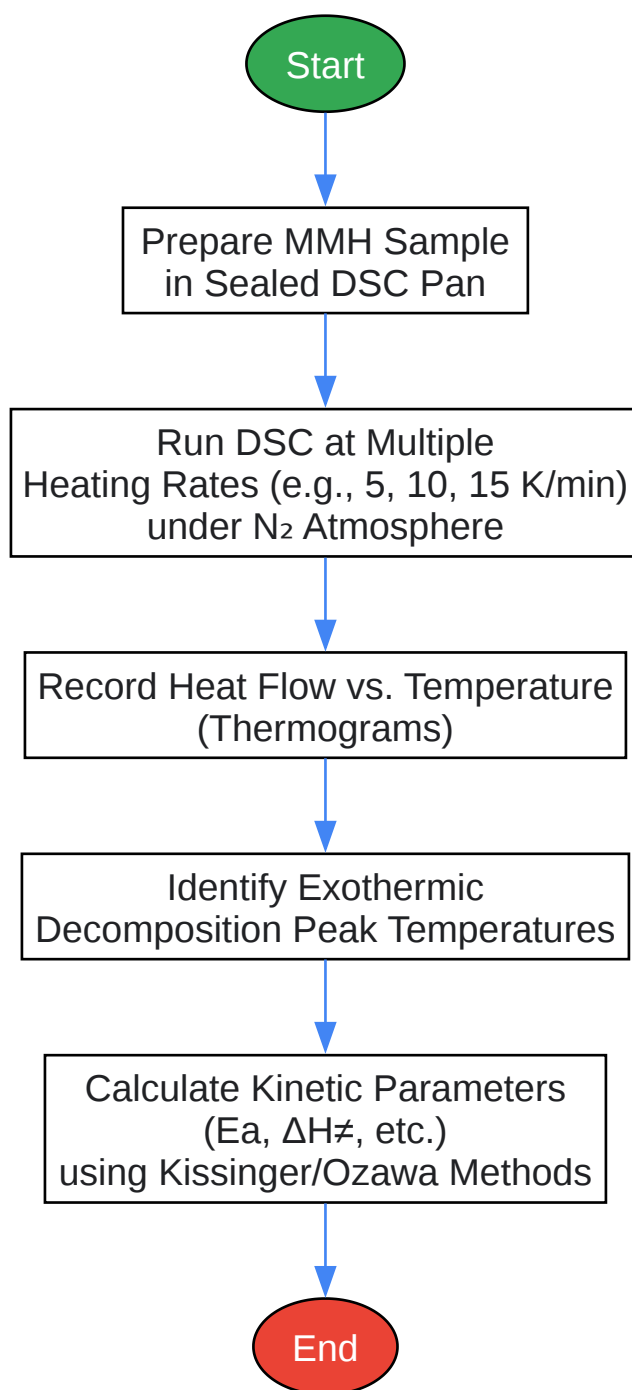 Start
Prepare MMH Sample
in Sealed DSC Pan
Run DSC at Multiple
Heating Rates (e.g., 5, 10, 15 K/min)
under N₂ Atmosphere
Record Heat Flow vs. Temperature
(Thermograms)
Identify Exothermic
Decomposition Peak Temperatures
Calculate Kinetic Parameters
(Ea, ΔH≠, etc.)
using Kissinger/Ozawa Methods
End